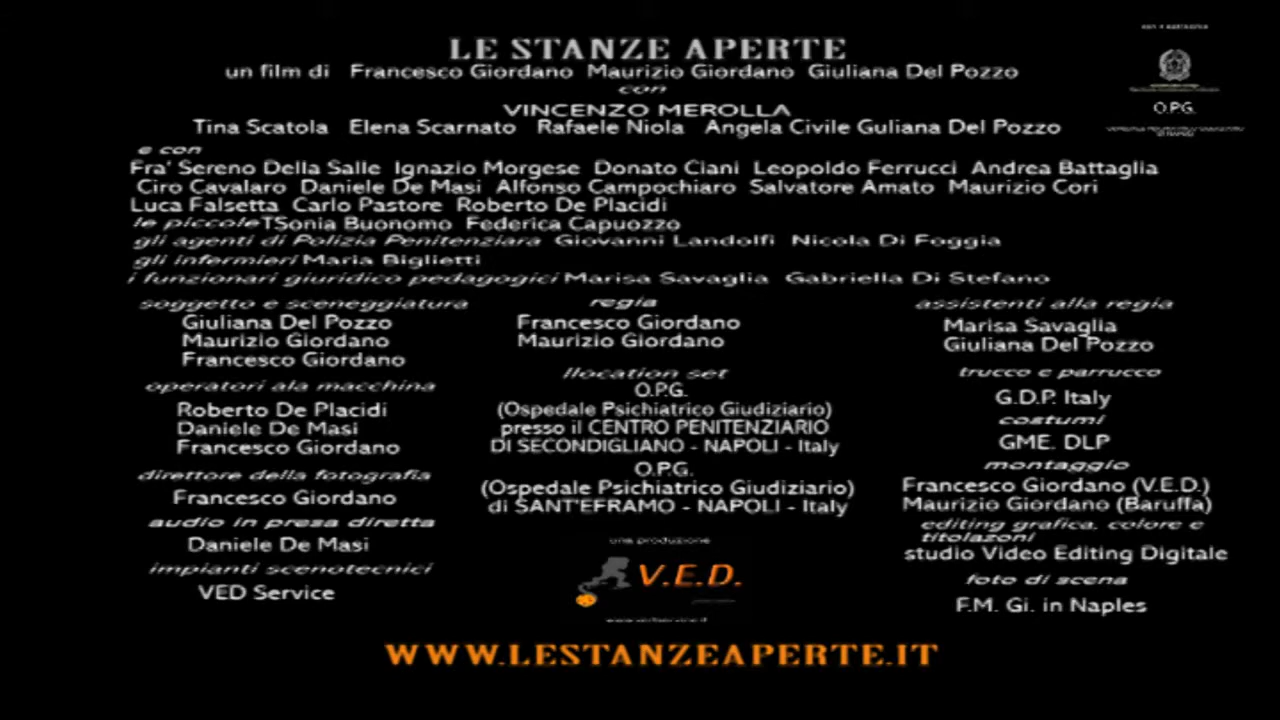 LE STANZE APERTE
un film di Francesco Giordano Maurizio Giordano Giuliana Del Pozzo
con
VINCENZO MEROLLA
Tina Scatola Elena Scarnato Rafaele Niola Angela Civile Guliana Del Pozzo
O.P.G.
e con
Fra' Sereno Della Salle Ignazio Morgese Donato Ciani Leopoldo Ferrucci Andrea Battaglia
Ciro Cavalaro Daniele De Masi Alfonso Campochiaro Salvatore Amato Maurizio Cori
Luca Falsetta Carlo Pastore Roberto De Placidi
le piccole TSonia Buonomo Federica Capuozzo
gli agenti di Polizia Penitenziara Giovanni Landolfi Nicola Di Foggia
gli infermieri Maria Biglietti
i funzionari giuridico pedagogici Marisa Savaglia Gabriella Di Stefano
soggetto e sceneggiatura
Giuliana Del Pozzo
Maurizio Giordano
Francesco Giordano
operatori ala macchina
Roberto De Placidi
Daniele De Masi
Francesco Giordano
direttore della fotografia
Francesco Giordano
audio in presa diretta
Daniele De Masi
impianti scenotecnici
VED Service
regia
Francesco Giordano
Maurizio Giordano
llocation set
O.P.G.
(Ospedale Psichiatrico Giudiziario)
presso il CENTRO PENITENZIARIO
DI SECONDIGLIANO - NAPOLI - Italy
O.P.G.
(Ospedale Psichiatrico Giudiziario)
di SANT'EFRAMO - NAPOLI - Italy
una produzione
V.E.D.
assistenti alla regia
Marisa Savaglia
Giuliana Del Pozzo
trucco e parrucco
G.D.P. Italy
costumi
GME. DLP
montaggio
Francesco Giordano (V.E.D.)
Maurizio Giordano (Baruffa)
editing grafica, colore e
titolazoni
studio Video Editing Digitale
foto di scena
F.M. Gi. in Naples
WWW.LESTANZEAPERTE.IT